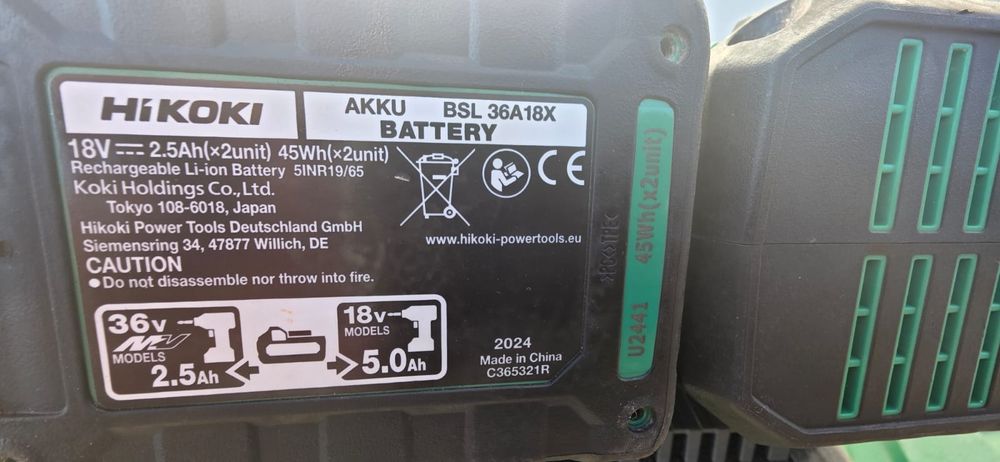 HiKOKI
AKKU BSL 36A18X
BATTERY
18V⎓2.5Ah(×2unit) 45Wh(×2unit)
Rechargeable Li-ion Battery 5INR19/65
Koki Holdings Co.,Ltd.
Tokyo 108-6018, Japan
Hikoki Power Tools Deutschland GmbH
Siemensring 34, 47877 Willich, DE
CAUTION
● Do not disassemble nor throw into fire.
CE
www.hikoki-powertools.eu
36V
MV
MODELS
2.5Ah
18V
MODELS
5.0Ah
2024
Made in China
C365321R
U2441 45Wh(x2unit)